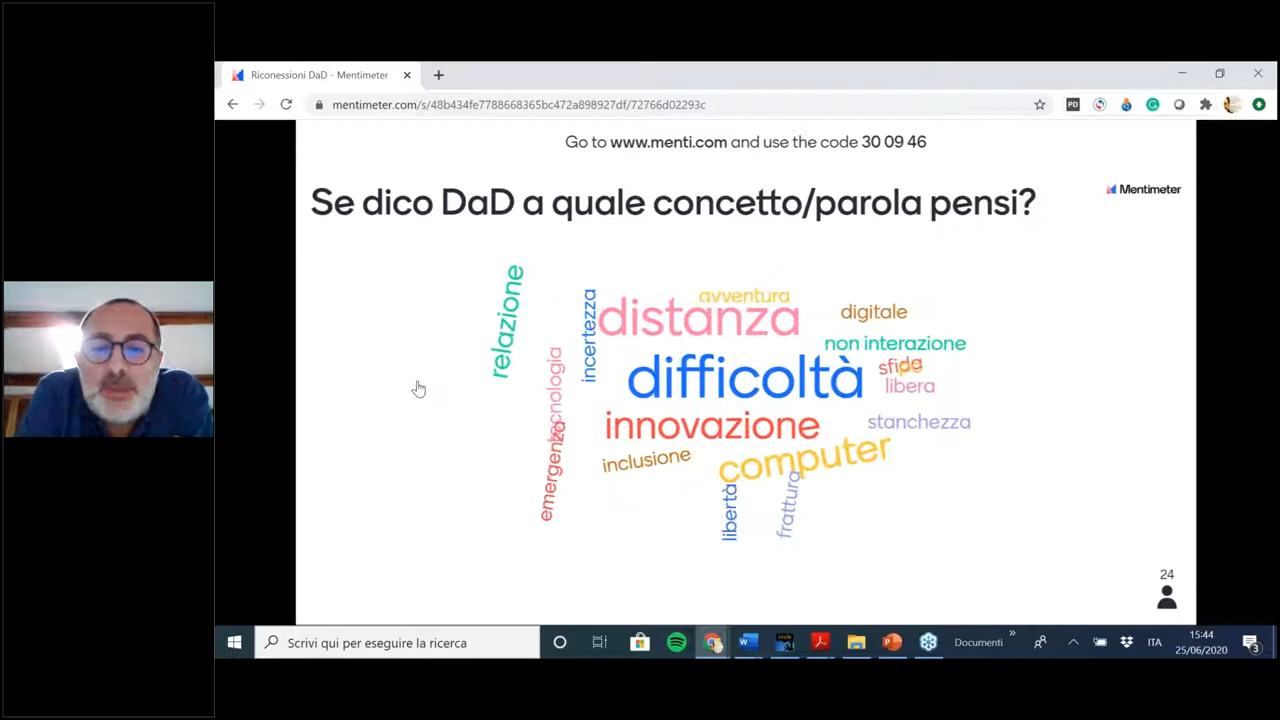 Riconessioni DaD - Mentimeter
mentimeter.com/s/48b434fe7788668365bc472a898927df/72766d02293c
PD
Go to www.menti.com and use the code 30 09 46
Se dico DaD a quale concetto/parola pensi?
Mentimeter
relazione
incertezza
avventura
distanza
digitale
non interazione
tecnologia
difficoltà
sfida
libera
innovazione
stanchezza
emergenza
inclusione
computer
libertà
frattura
24
Scrivi qui per eseguire la ricerca
Documenti
ITA
15:44
25/06/2020
3